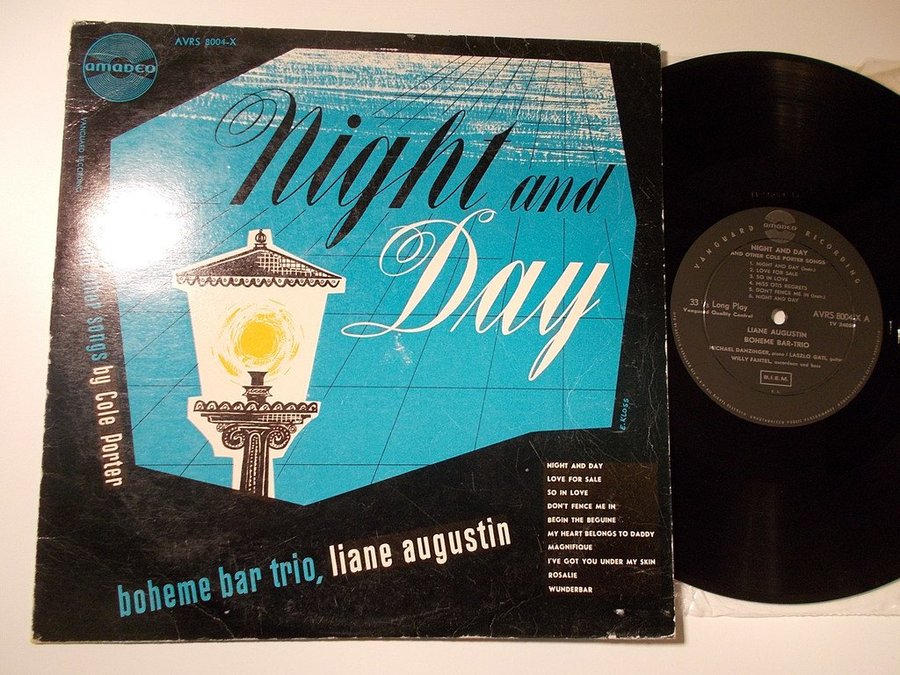 amadeo
AVRS 8004-X
VANGUARD RECORDING
Night and
Day
songs by Cole Porter
E. KLOSS
NIGHT AND DAY
LOVE FOR SALE
SO IN LOVE
DON'T FENCE ME IN
BEGIN THE BEGUINE
MY HEART BELONGS TO DADDY
MAGNIFIQUE
I'VE GOT YOU UNDER MY SKIN
ROSALIE
WUNDERBAR
boheme bar trio, liane augustin
VANGUARD RECORDING
amadeo
NIGHT AND DAY
AND OTHER COLE PORTER SONGS
1. NIGHT AND DAY (Instr.)
2. LOVE FOR SALE
3. SO IN LOVE
4. MISS OTIS REGRETS
5. DON'T FENCE ME IN (Instr.)
6. NIGHT AND DAY
33 Long Play
Vanguard Quality Control
AVRS 8004-X A
LIANE AUGUSTIN
BOHEME BAR-TRIO
MICHAEL DANZINGER, piano / LASZLO GATI, guitar
WILLY FANTEL, accordeon and bass
B.I.E.M.